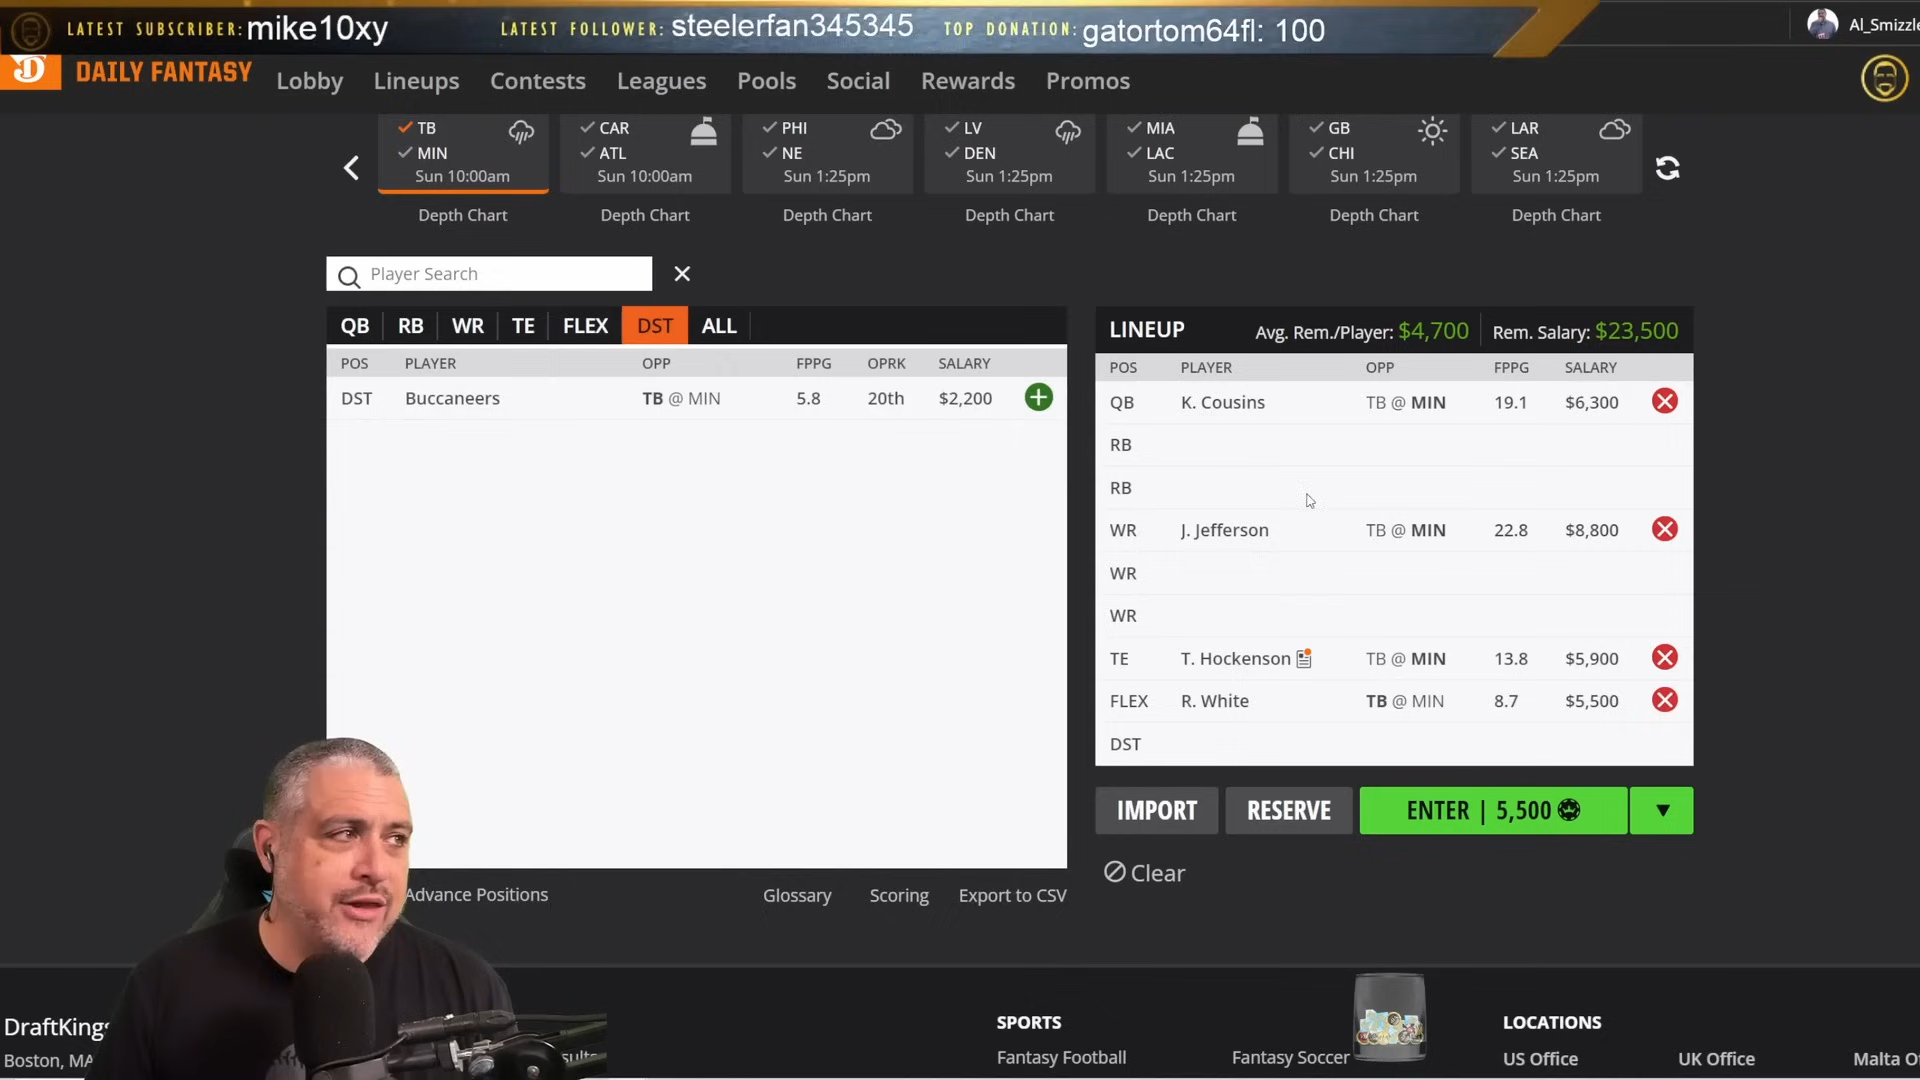 LATEST SUBSCRIBER: mike10xy LATEST FOLLOWER: steelerfan345345 TOP DONATION: gatortom64fl: 100
Al_Smizzle
DAILY FANTASY Lobby Lineups Contests Leagues Pools Social Rewards Promos
TB CAR PHI LV MIA GB LAR
MIN ATL NE DEN LAC CHI SEA
Sun 10:00am Sun 10:00am Sun 1:25pm Sun 1:25pm Sun 1:25pm Sun 1:25pm Sun 1:25pm
Depth Chart Depth Chart Depth Chart Depth Chart Depth Chart Depth Chart Depth Chart
Player Search
QB RB WR TE FLEX DST ALL
POS PLAYER OPP FPPG OPRK SALARY
DST Buccaneers TB @ MIN 5.8 20th $2,200
LINEUP Avg. Rem./Player: $4,700 Rem. Salary: $23,500
POS PLAYER OPP FPPG SALARY
QB K. Cousins TB @ MIN 19.1 $6,300
RB
RB
WR J. Jefferson TB @ MIN 22.8 $8,800
WR
WR
TE T. Hockenson TB @ MIN 13.8 $5,900
FLEX R. White TB @ MIN 8.7 $5,500
DST
IMPORT RESERVE ENTER | 5,500
Clear
Advance Positions Glossary Scoring Export to CSV
DraftKings
Boston, MA
SPORTS LOCATIONS
Fantasy Football Fantasy Soccer US Office UK Office Malta